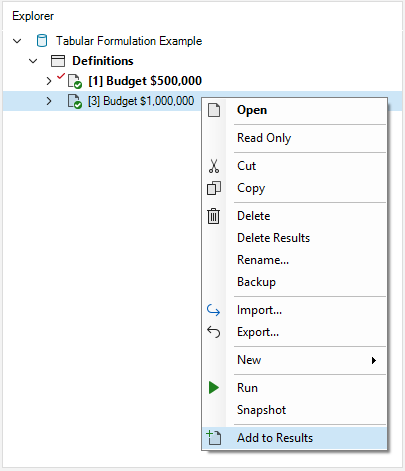 Explorer
Tabular Formulation Example
Definitions
[1] Budget $500,000
[3] Budget $1,000,000
Open
Read Only
Cut
Copy
Delete
Delete Results
Rename...
Backup
Import...
Export...
New
Run
Snapshot
Add to Results